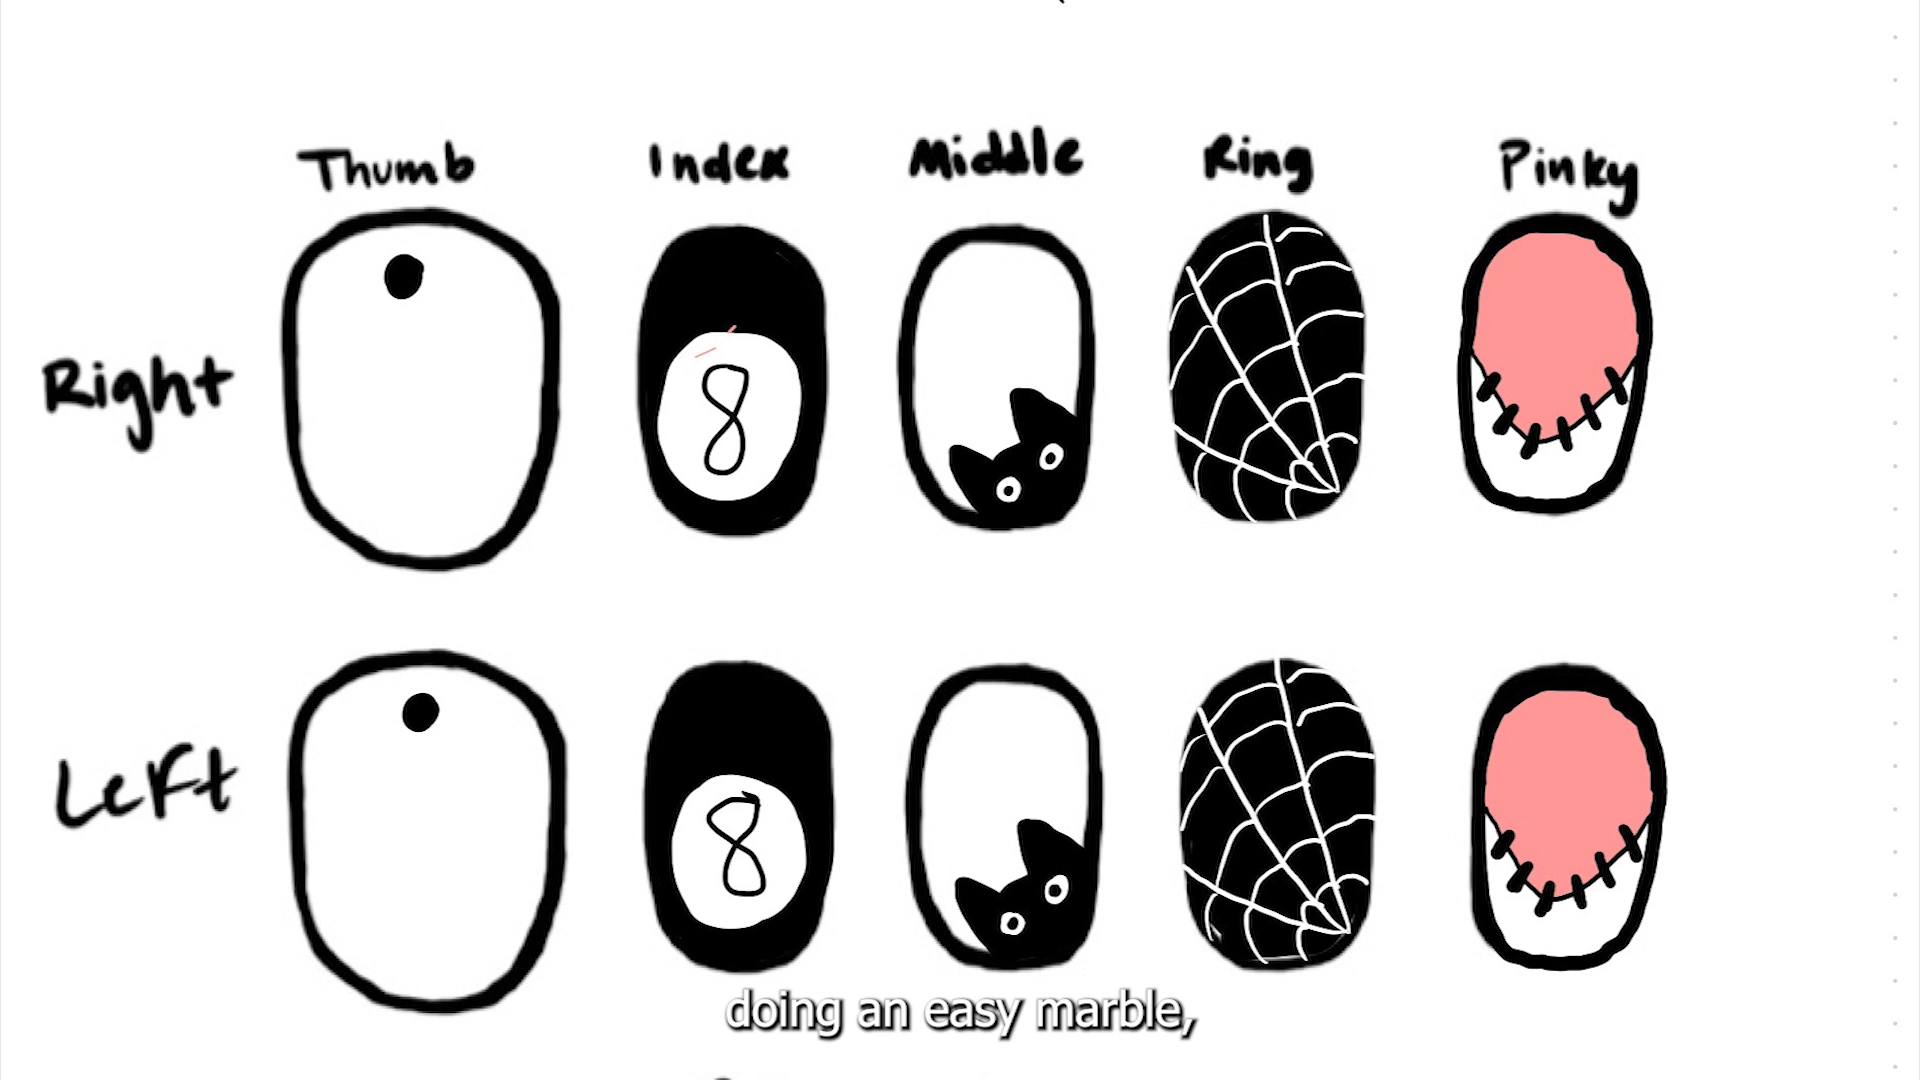 Thumb Index Middle Ring Pinky
Right
8
Left
8
doing an easy marble,